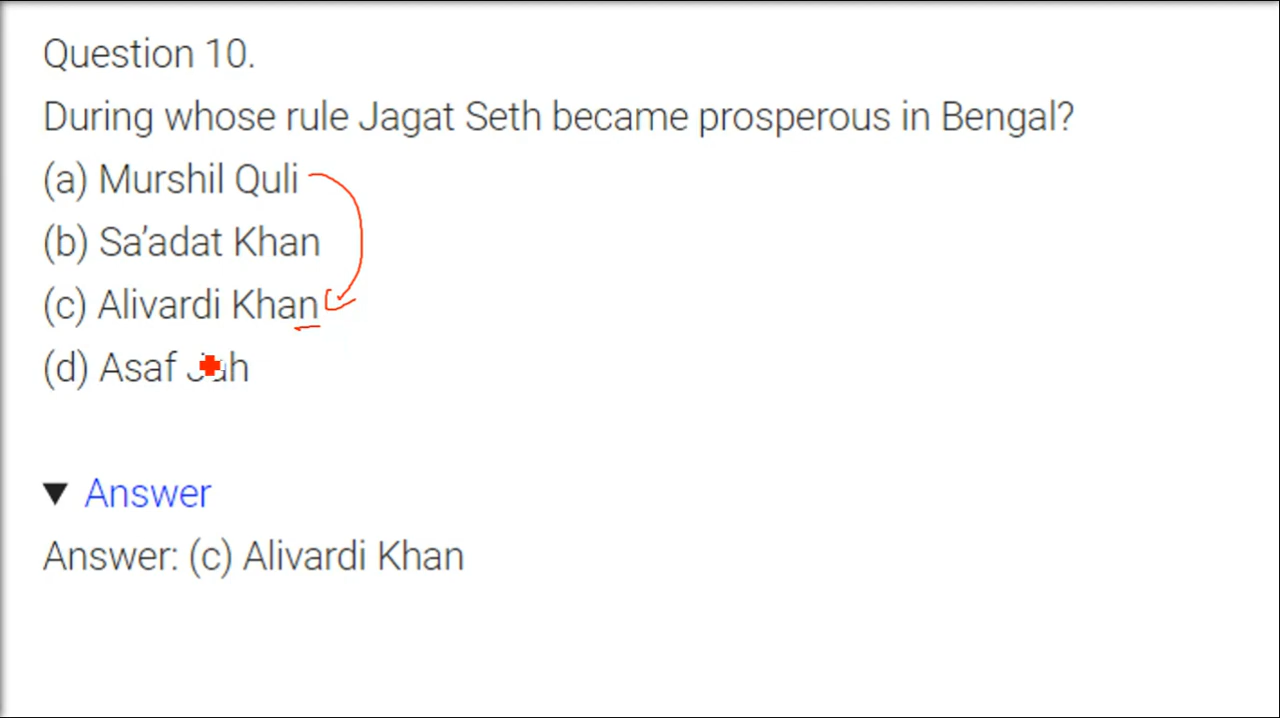 Question 10.
During whose rule Jagat Seth became prosperous in Bengal?
(a) Murshil Quli
(b) Sa’adat Khan
(c) Alivardi Khan
(d) Asaf Jah
▼ Answer
Answer: (c) Alivardi Khan